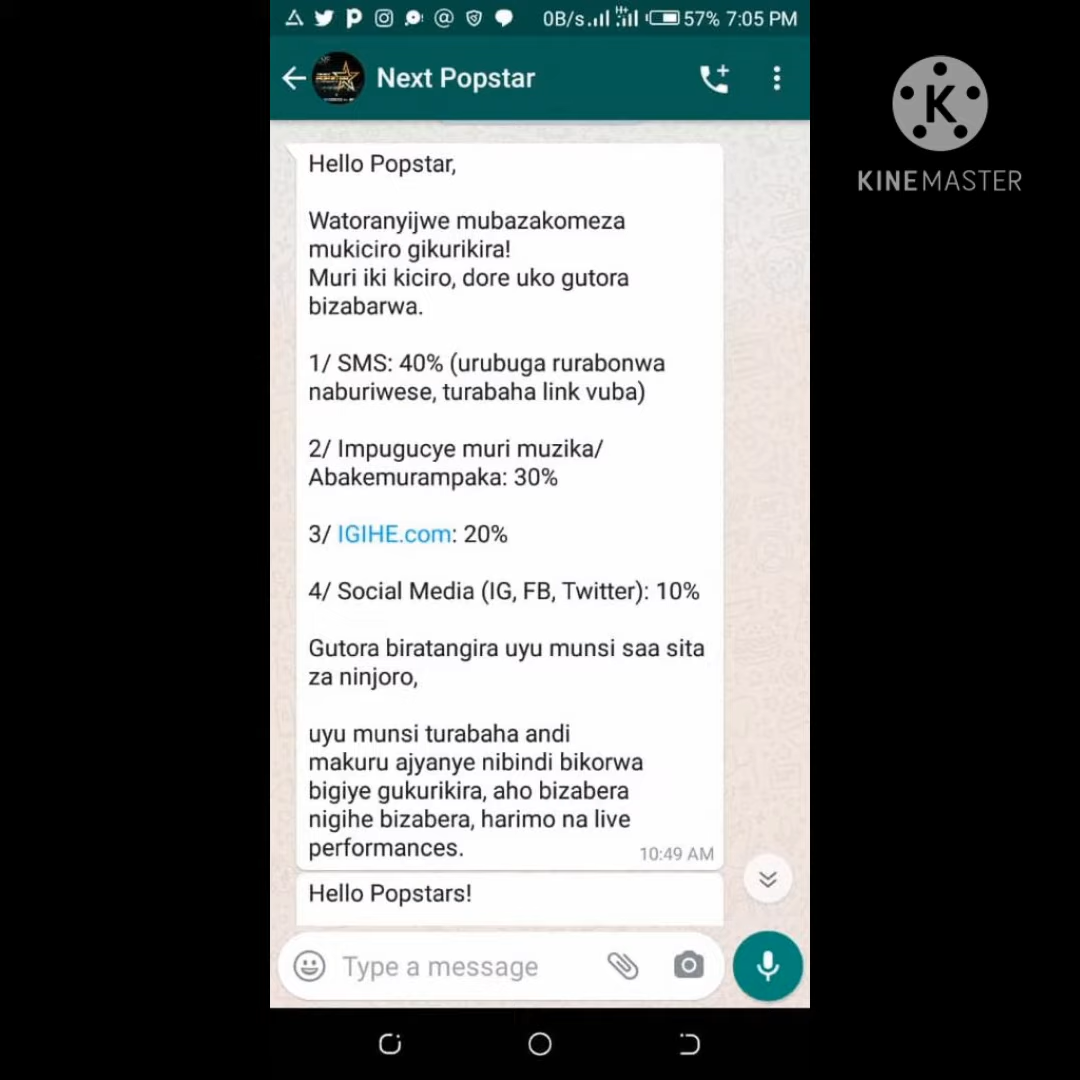 0B/s 57% 7:05 PM
Next Popstar
KINEMASTER
Hello Popstar,
Watoranyijwe mubazakomeza
mukiciro gikurikira!
Muri iki kiciro, dore uko gutora
bizabarwa.
1/ SMS: 40% (urubuga rurabonwa
naburiwese, turabaha link vuba)
2/ Impugucye muri muzika/
Abakemurampaka: 30%
3/ IGIHE.com: 20%
4/ Social Media (IG, FB, Twitter): 10%
Gutora biratangira uyu munsi saa sita
za ninjoro,
uyu munsi turabaha andi
makuru ajyanye nibindi bikorwa
bigiye gukurikira, aho bizabera
nigihe bizabera, harimo na live
performances.
10:49 AM
Hello Popstars!
Type a message